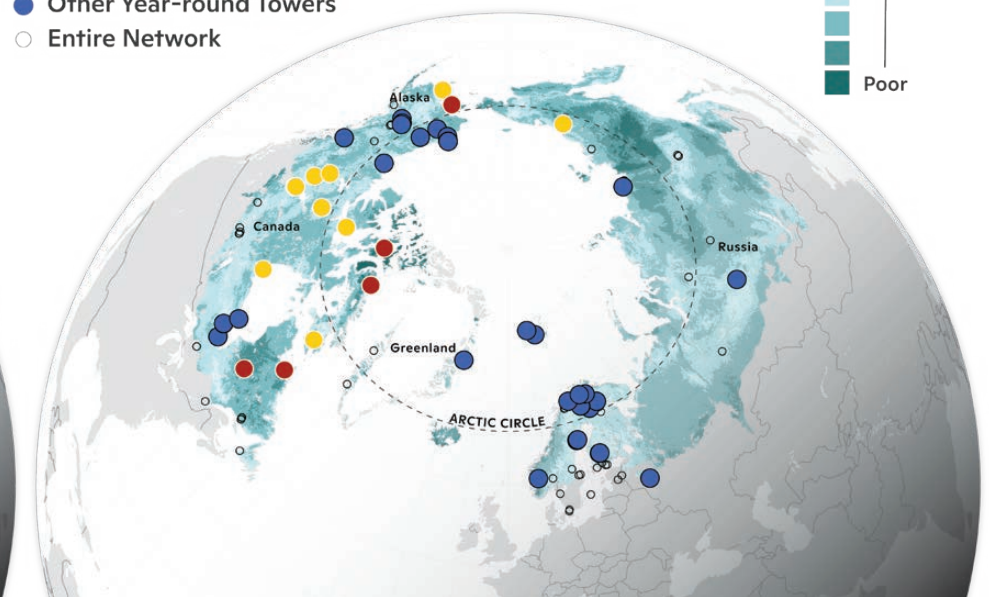 Other Year-round Towers
Entire Network
Poor
Alaska
Canada
Russia
Greenland
ARCTIC CIRCLE